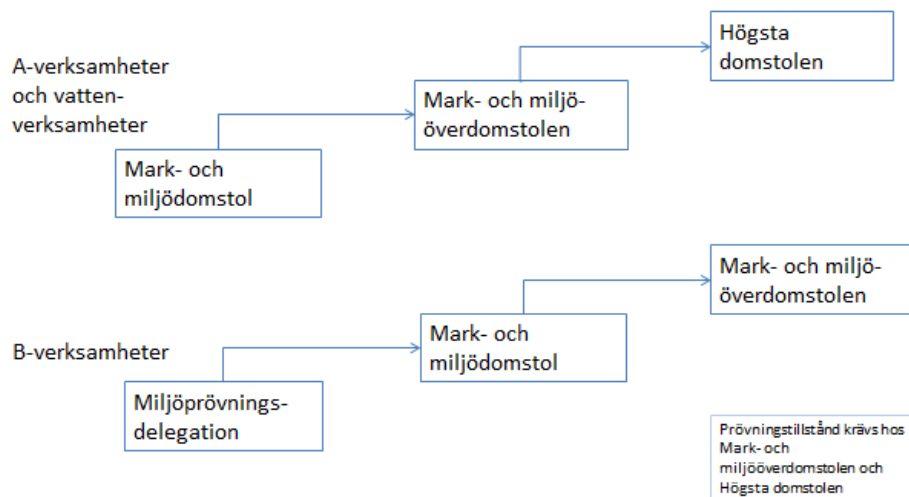 Högsta
domstolen
A-verksamheter
och vatten-
verksamheter
Mark- och miljö-
överdomstolen
Mark- och
miljödomstol
Mark- och miljö-
överdomstolen
Mark- och
miljödomstol
B-verksamheter
Miljöprövnings-
delegation
Prövningstillstånd krävs hos
Mark- och
miljööverdomstolen och
Högsta domstolen